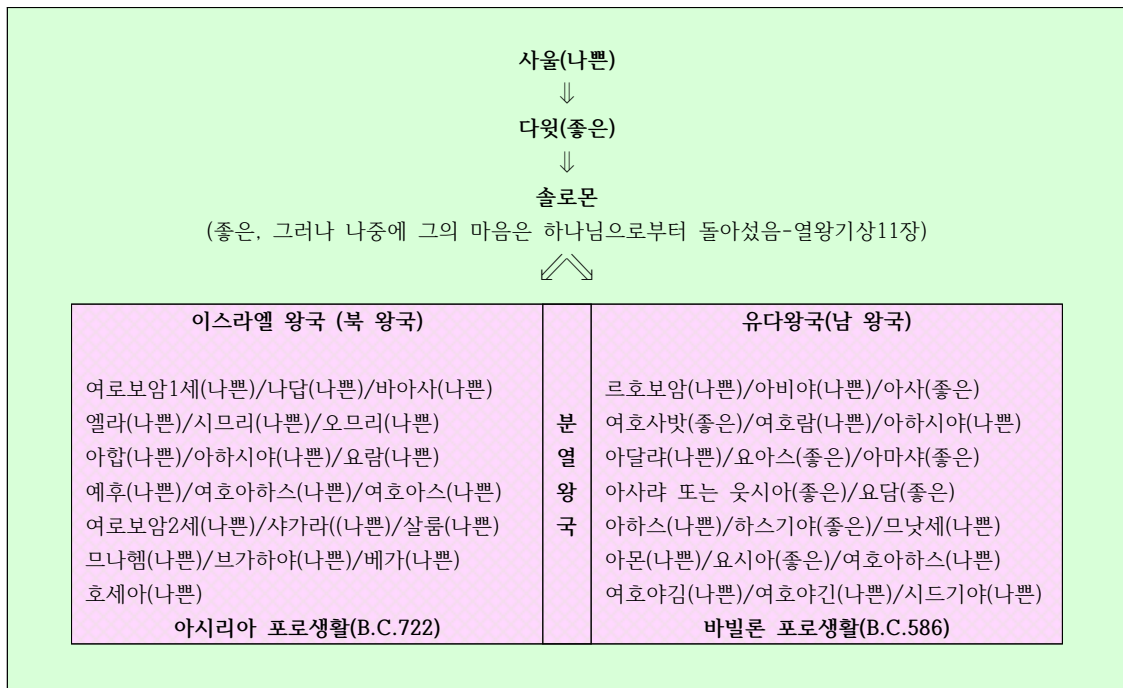 사울(나쁜)
⇓
다윗(좋은)
⇓
솔로몬
(좋은, 그러나 나중에 그의 마음은 하나님으로부터 돌아섰음-열왕기상11장)
이스라엘 왕국 (북 왕국)
여로보암1세(나쁜)/나답(나쁜)/바아사(나쁜)
엘라(나쁜)/시므리(나쁜)/오므리(나쁜)
아합(나쁜)/아하시야(나쁜)/요람(나쁜)
예후(나쁜)/여호아하스(나쁜)/여호아스(나쁜)
여로보암2세(나쁜)/샤가랴((나쁜)/살룸(나쁜)
므나헴(나쁜)/브가하야(나쁜)/베가(나쁜)
호세아(나쁜)
아시리아 포로생활(B.C.722)
분
열
왕
국
유다왕국(남 왕국)
르호보암(나쁜)/아비야(나쁜)/아사(좋은)
여호사밧(좋은)/여호람(나쁜)/아하시야(나쁜)
아달랴(나쁜)/요아스(좋은)/아마샤(좋은)
아사랴 또는 웃시아(좋은)/요담(좋은)
아하스(나쁜)/하스기야(좋은)/므낫세(나쁜)
아몬(나쁜)/요시아(좋은)/여호아하스(나쁜)
여호야김(나쁜)/여호야긴(나쁜)/시드기야(나쁜)
바빌론 포로생활(B.C.586)